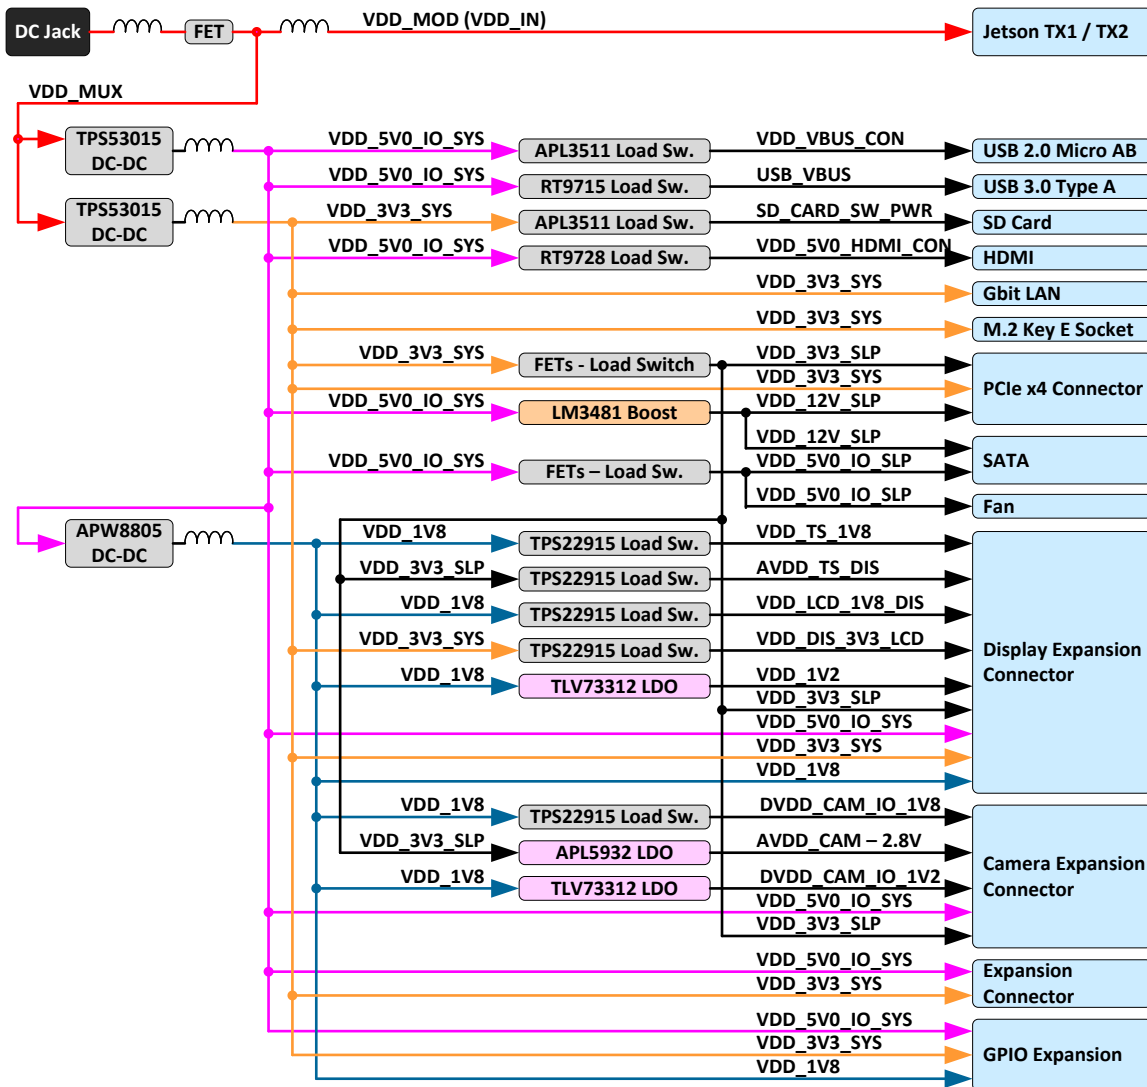 DC Jack
FET
VDD_MOD (VDD_IN)
Jetson TX1 / TX2
VDD_MUX
TPS53015
DC-DC
VDD_5V0_IO_SYS
APL3511 Load Sw.
VDD_VBUS_CON
USB 2.0 Micro AB
VDD_5V0_IO_SYS
RT9715 Load Sw.
USB_VBUS
USB 3.0 Type A
TPS53015
DC-DC
VDD_3V3_SYS
APL3511 Load Sw.
SD_CARD_SW_PWR
SD Card
VDD_5V0_IO_SYS
RT9728 Load Sw.
VDD_5V0_HDMI_CON
HDMI
VDD_3V3_SYS
Gbit LAN
VDD_3V3_SYS
M.2 Key E Socket
VDD_3V3_SYS
FETs - Load Switch
VDD_3V3_SLP
VDD_3V3_SYS
PCIe x4 Connector
VDD_5V0_IO_SYS
LM3481 Boost
VDD_12V_SLP
VDD_12V_SLP
SATA
VDD_5V0_IO_SYS
FETs – Load Sw.
VDD_5V0_IO_SLP
VDD_5V0_IO_SLP
Fan
APW8805
DC-DC
VDD_1V8
TPS22915 Load Sw.
VDD_TS_1V8
VDD_3V3_SLP
TPS22915 Load Sw.
AVDD_TS_DIS
VDD_1V8
TPS22915 Load Sw.
VDD_LCD_1V8_DIS
VDD_3V3_SYS
TPS22915 Load Sw.
VDD_DIS_3V3_LCD
Display Expansion
Connector
VDD_1V8
TLV73312 LDO
VDD_1V2
VDD_3V3_SLP
VDD_5V0_IO_SYS
VDD_3V3_SYS
VDD_1V8
VDD_1V8
TPS22915 Load Sw.
DVDD_CAM_IO_1V8
VDD_3V3_SLP
APL5932 LDO
AVDD_CAM – 2.8V
Camera Expansion
Connector
VDD_1V8
TLV73312 LDO
DVDD_CAM_IO_1V2
VDD_5V0_IO_SYS
VDD_3V3_SLP
VDD_5V0_IO_SYS
VDD_3V3_SYS
Expansion
Connector
VDD_5V0_IO_SYS
VDD_3V3_SYS
VDD_1V8
GPIO Expansion